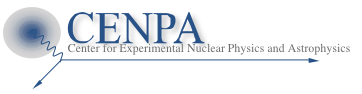 CENPA
Center for Experimental Nuclear Physics and Astrophysics